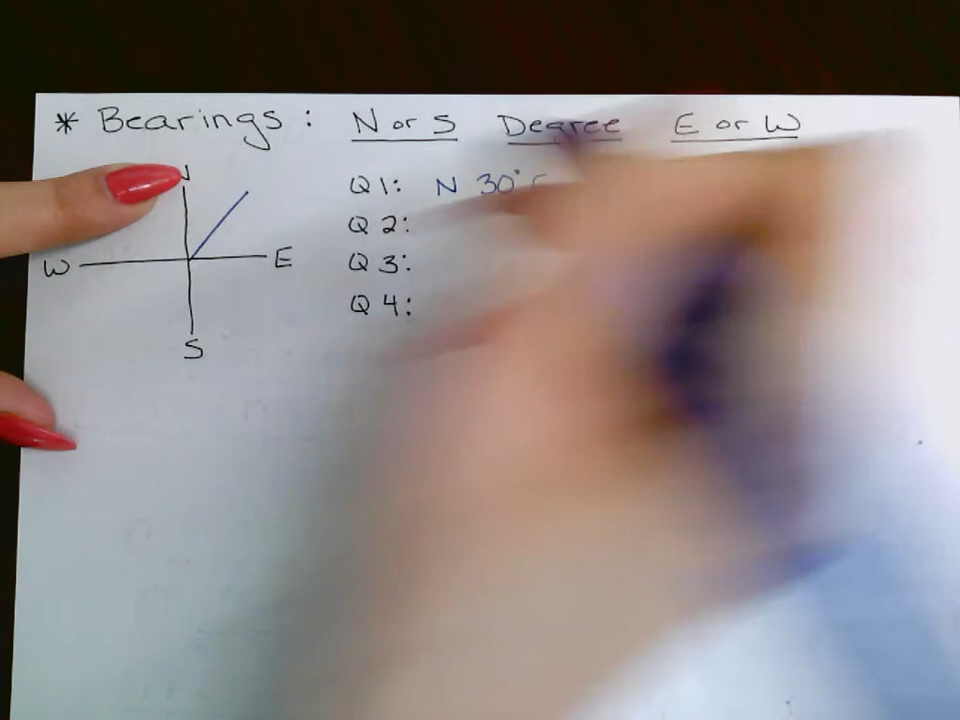 * Bearings: N or S Degree E or W
N
Q1: N 30°
Q2:
W E
Q3:
Q4:
S